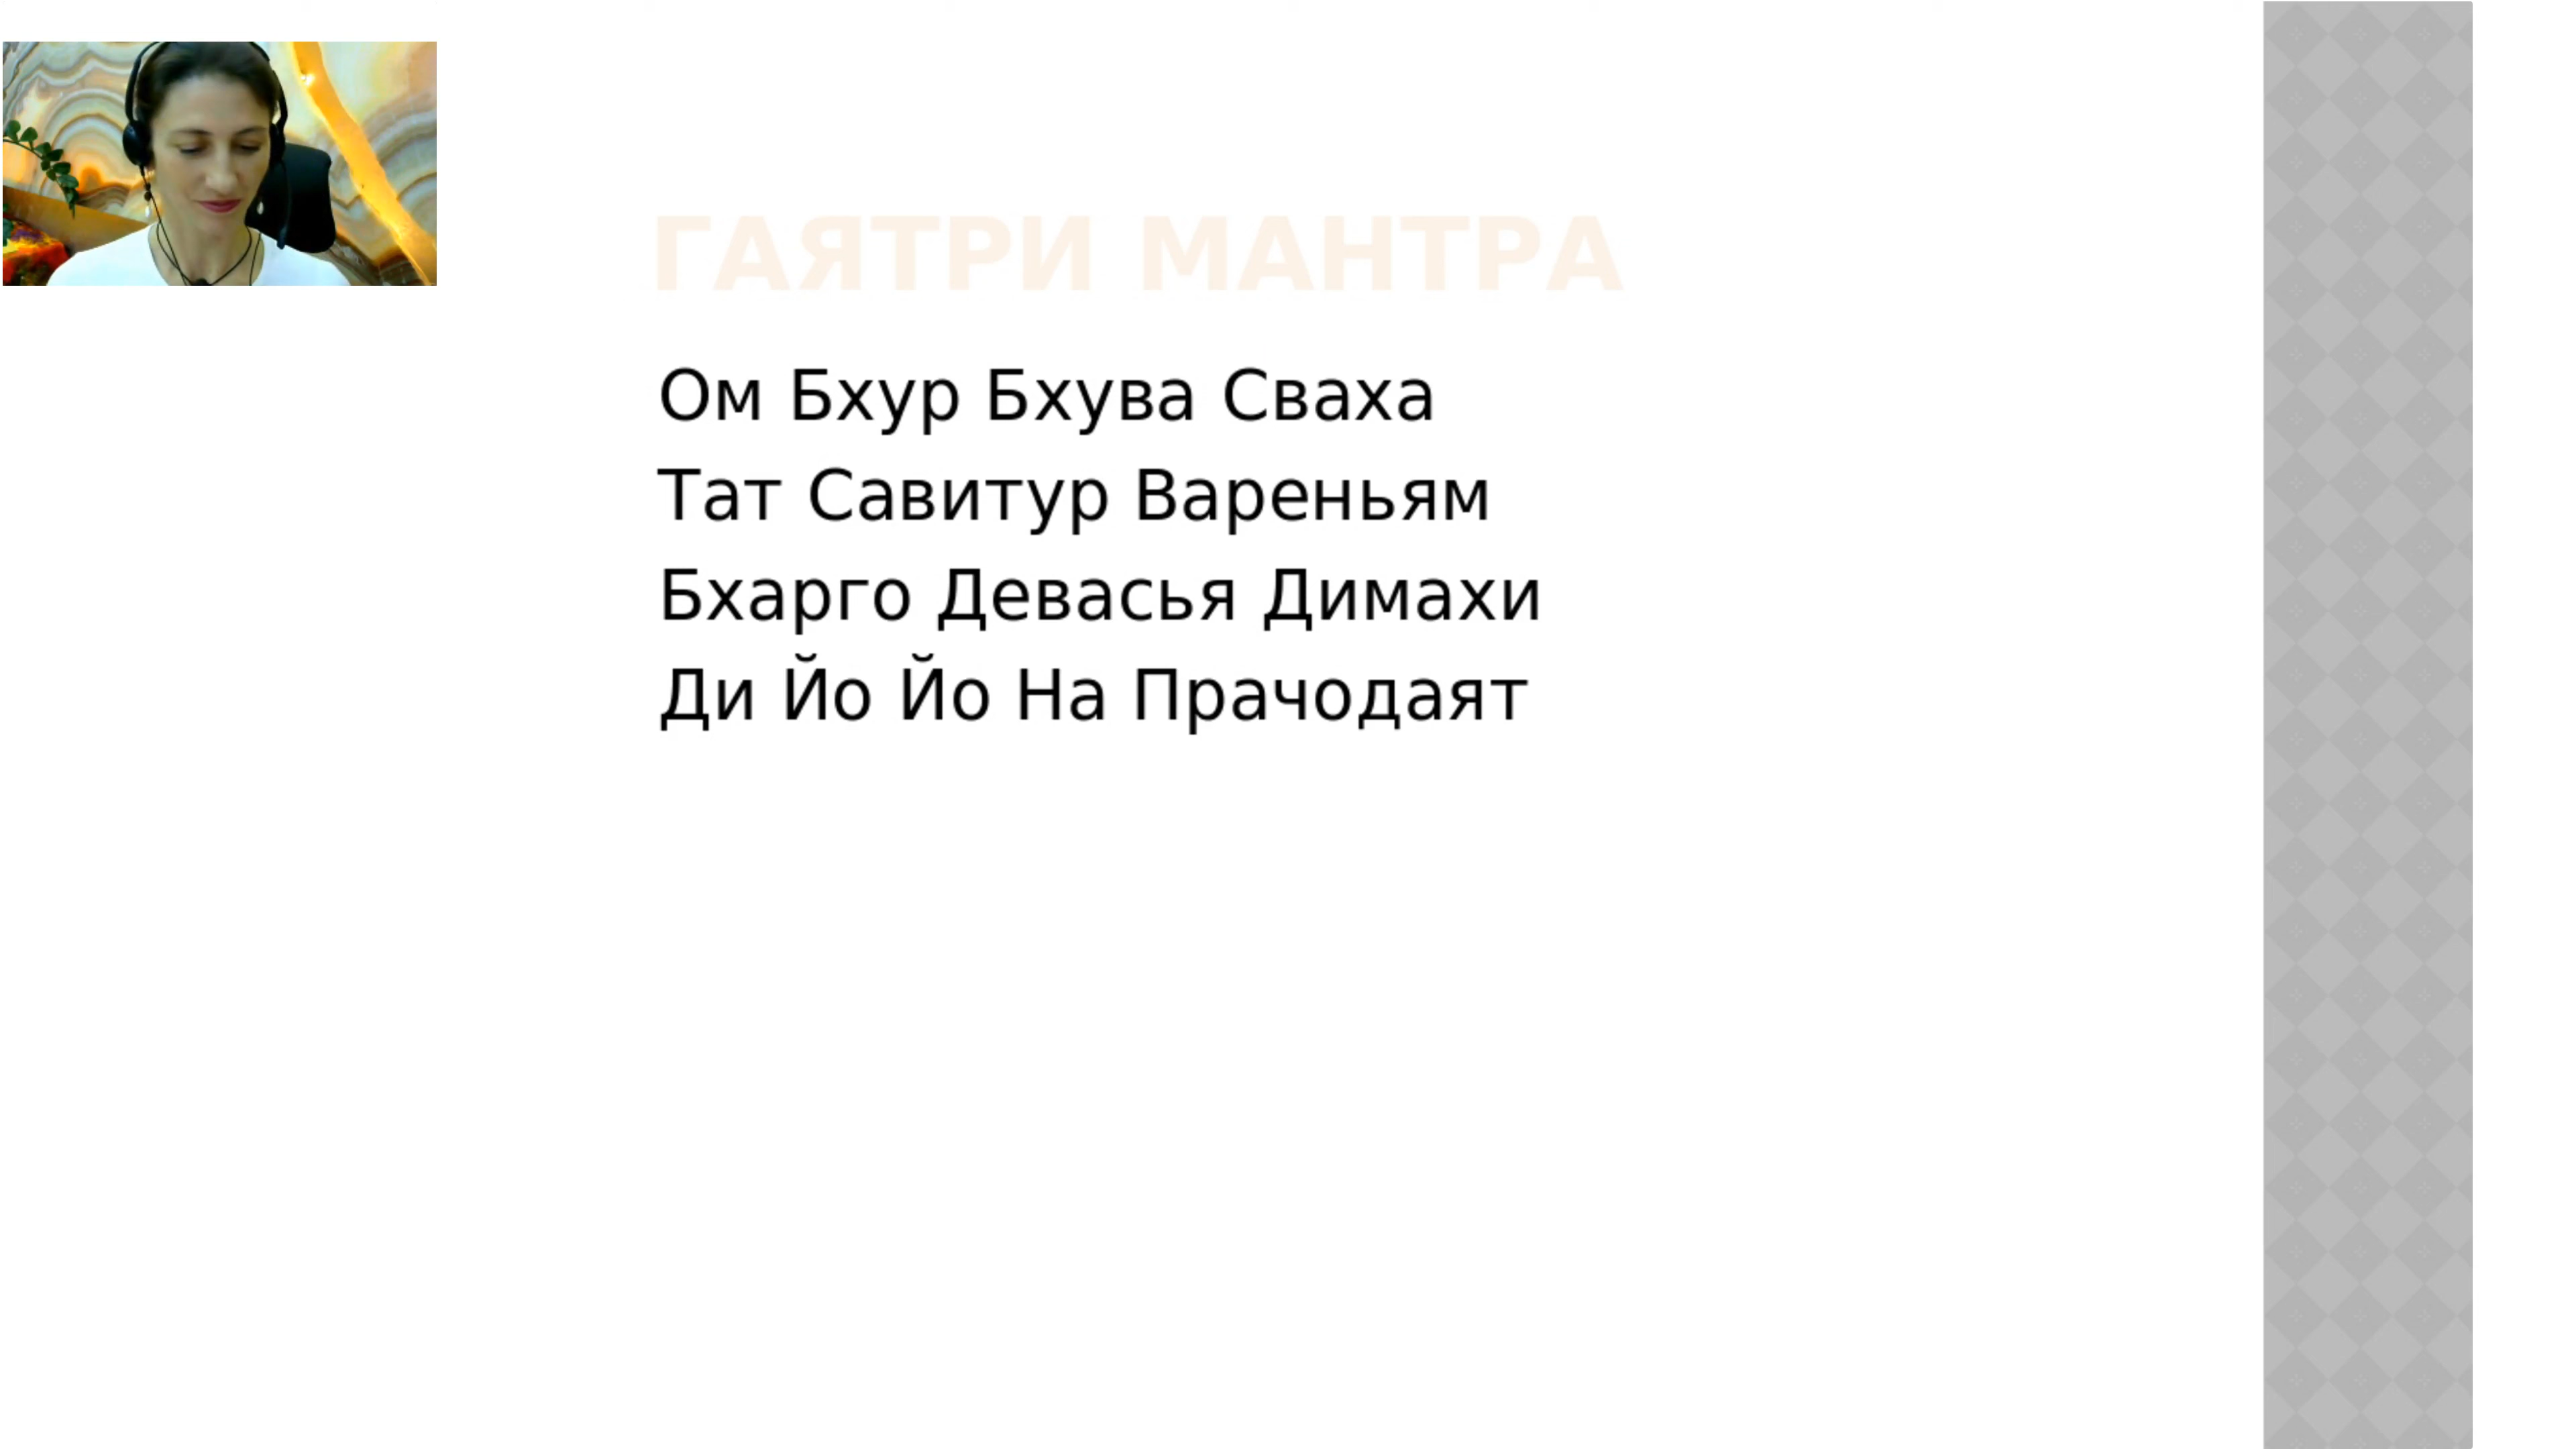 ГАЯТРИ МАНТРА
Ом Бхур Бхува Сваха
Тат Савитур Вареньям
Бхарго Девасья Димахи
Ди Йо Йо На Прачодаят